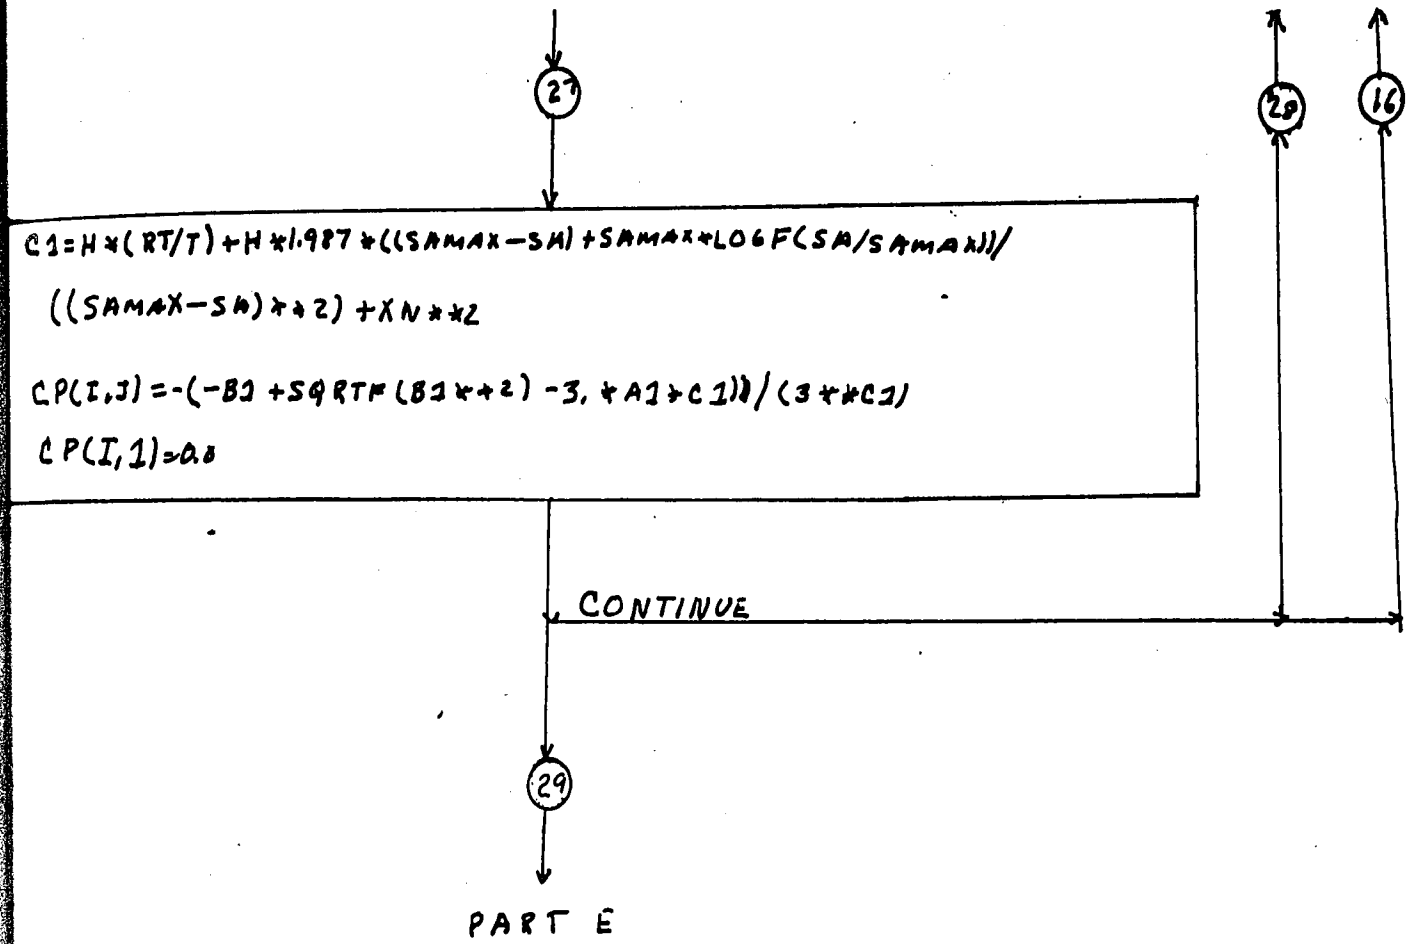 27
28
16
C1=H*(RT/T)+H*1.987*((SAMAX-SA)+SAMAX*LOGF(SA/SAMAX))/
((SAMAX-SA)**2)+XN**2
CP(I,J)=-(-B1+SQRTF(B1**2)-3.*A1*C1))/(3**C1)
CP(I,1)=0.0
CONTINUE
29
PART E